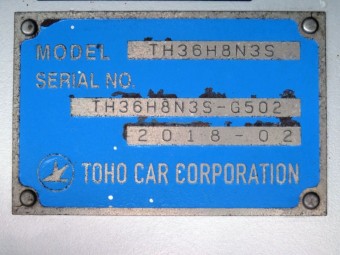 MODEL TH36H8N3S
SERIAL NO.
TH36H8N3S-G502
2018-02
TOHO CAR CORPORATION